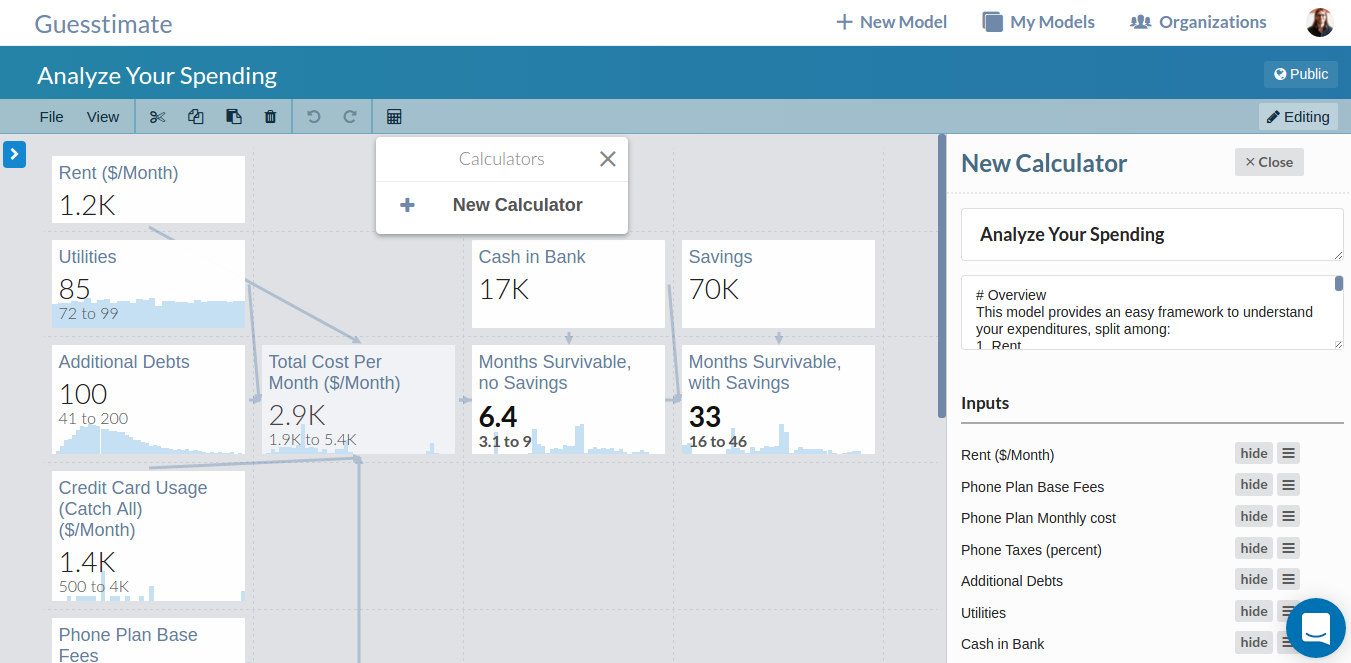 Guesstimate
New Model
My Models
Organizations
Analyze Your Spending
Public
File
View
Editing
Calculators
New Calculator
Rent ($/Month)
1.2K
Utilities
85
72 to 99
Cash in Bank
17K
Savings
70K
Additional Debts
100
41 to 200
Total Cost Per
Month ($/Month)
2.9K
1.9K to 5.4K
Months Survivable,
no Savings
6.4
3.1 to 9
Months Survivable,
with Savings
33
16 to 46
Credit Card Usage
(Catch All)
($/Month)
1.4K
500 to 4K
Phone Plan Base
Fees
New Calculator
Close
Analyze Your Spending
# Overview
This model provides an easy framework to understand
your expenditures, split among:
1. Rent
Inputs
Rent ($/Month)
hide
Phone Plan Base Fees
hide
Phone Plan Monthly cost
hide
Phone Taxes (percent)
hide
Additional Debts
hide
Utilities
hide
Cash in Bank
hide